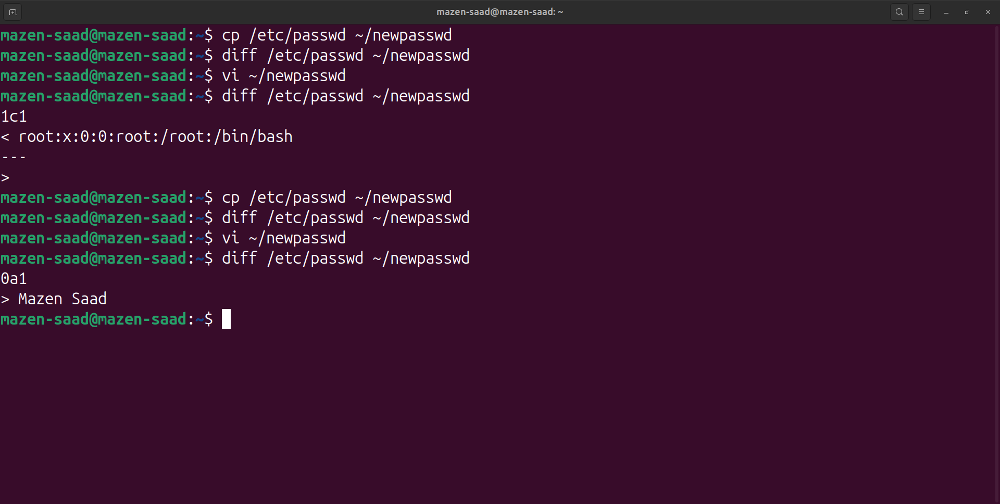 mazen-saad@mazen-saad: ~
mazen-saad@mazen-saad:~$ cp /etc/passwd ~/newpasswd
mazen-saad@mazen-saad:~$ diff /etc/passwd ~/newpasswd
mazen-saad@mazen-saad:~$ vi ~/newpasswd
mazen-saad@mazen-saad:~$ diff /etc/passwd ~/newpasswd
1c1
< root:x:0:0:root:/root:/bin/bash
---
>
mazen-saad@mazen-saad:~$ cp /etc/passwd ~/newpasswd
mazen-saad@mazen-saad:~$ diff /etc/passwd ~/newpasswd
mazen-saad@mazen-saad:~$ vi ~/newpasswd
mazen-saad@mazen-saad:~$ diff /etc/passwd ~/newpasswd
0a1
> Mazen Saad
mazen-saad@mazen-saad:~$